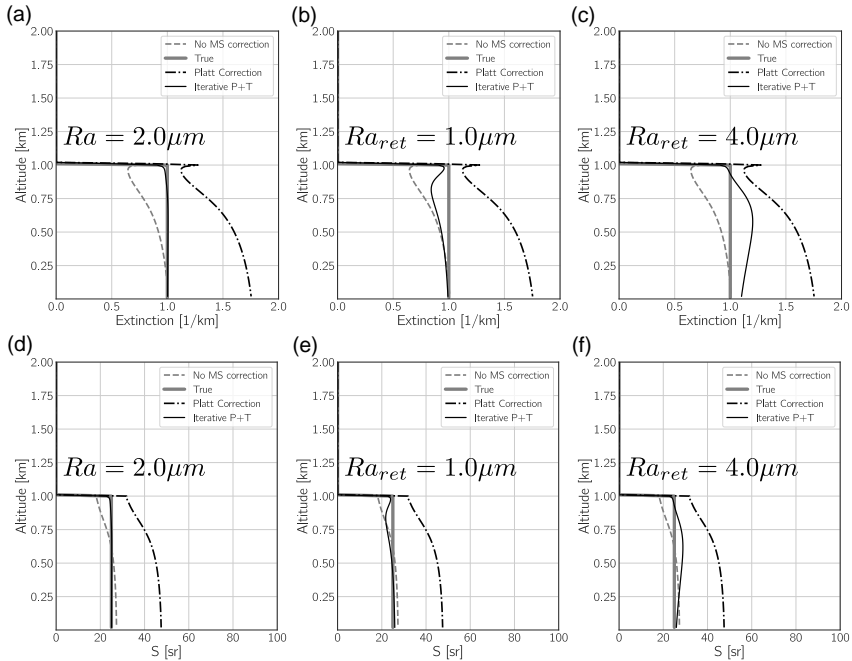 (a)
(b)
(c)
2.00
1.75
1.50
1.25
1.00
0.75
0.50
0.25
Altitude [km]
No MS correction
True
Platt Correction
Iterative P+T
Ra = 2.0μm
0.0 0.5 1.0 1.5 2.0
Extinction [1/km]
2.00
1.75
1.50
1.25
1.00
0.75
0.50
0.25
Altitude [km]
No MS correction
True
Platt Correction
Iterative P+T
Ra_ret = 1.0μm
0.0 0.5 1.0 1.5 2.0
Extinction [1/km]
2.00
1.75
1.50
1.25
1.00
0.75
0.50
0.25
Altitude [km]
No MS correction
True
Platt Correction
Iterative P+T
Ra_ret = 4.0μm
0.0 0.5 1.0 1.5 2.0
Extinction [1/km]
(d)
(e)
(f)
2.00
1.75
1.50
1.25
1.00
0.75
0.50
0.25
Altitude [km]
No MS correction
True
Platt Correction
Iterative P+T
Ra = 2.0μm
0 20 40 60 80 100
S [sr]
2.00
1.75
1.50
1.25
1.00
0.75
0.50
0.25
Altitude [km]
No MS correction
True
Platt Correction
Iterative P+T
Ra_ret = 1.0μm
0 20 40 60 80 100
S [sr]
2.00
1.75
1.50
1.25
1.00
0.75
0.50
0.25
Altitude [km]
No MS correction
True
Platt Correction
Iterative P+T
Ra_ret = 4.0μm
0 20 40 60 80 100
S [sr]